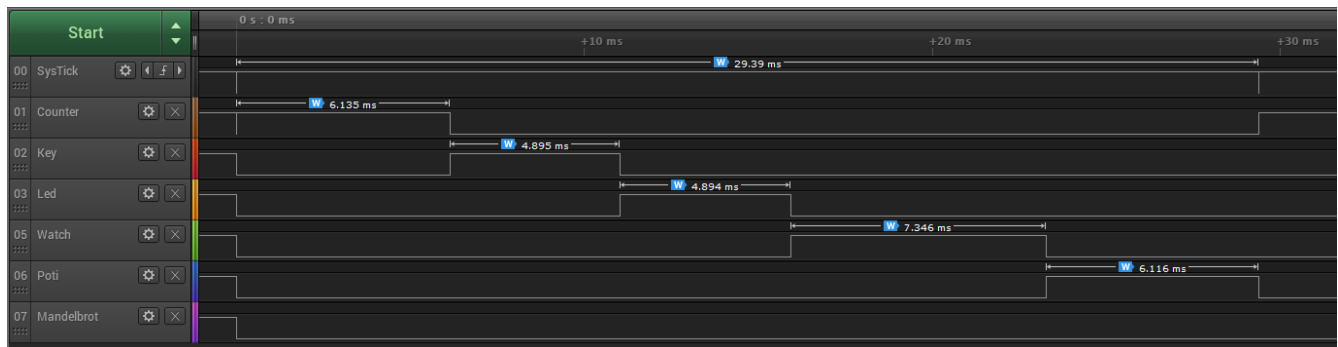 Start
0 s : 0 ms
+10 ms
+20 ms
+30 ms
00 SysTick
W 29.39 ms
01 Counter
W 6.135 ms
02 Key
W 4.895 ms
03 Led
W 4.894 ms
05 Watch
W 7.346 ms
06 Poti
W 6.116 ms
07 Mandelbrot